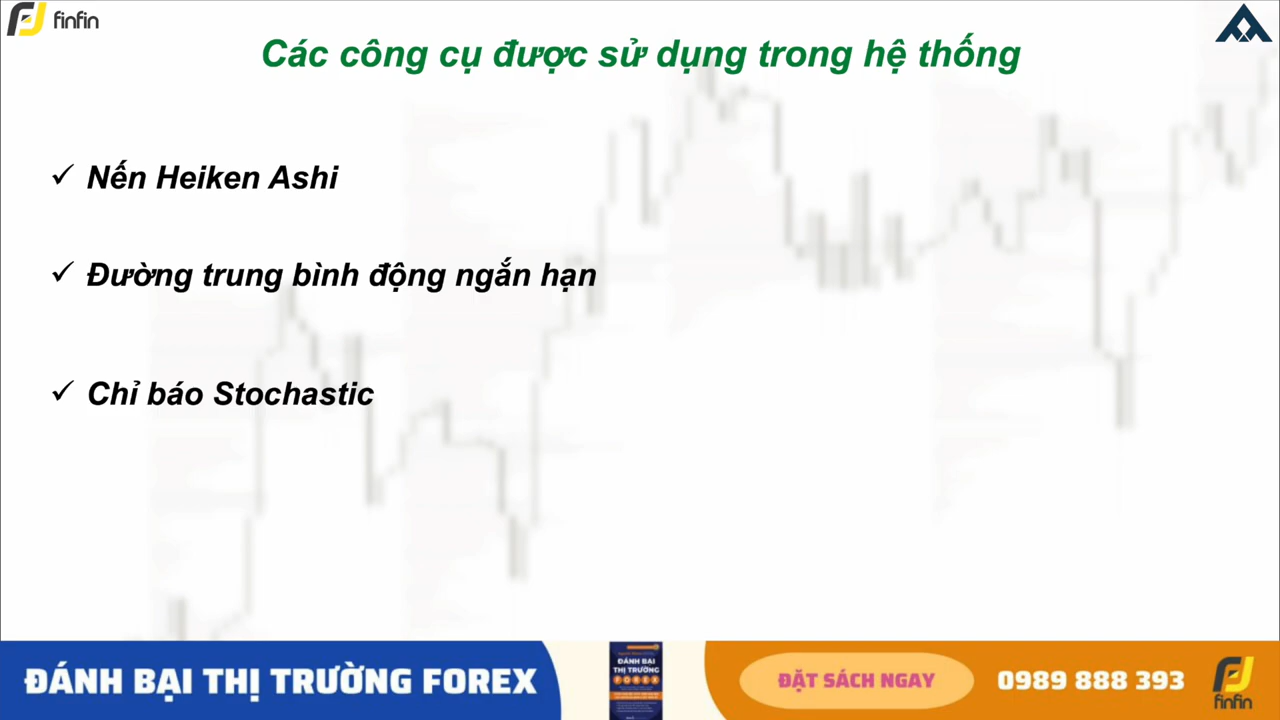 finfin
Các công cụ được sử dụng trong hệ thống
Nến Heiken Ashi
Đường trung bình động ngắn hạn
Chỉ báo Stochastic
ĐÁNH BẠI THỊ TRƯỜNG FOREX
ĐÁNH BẠI
THỊ TRƯỜNG
FOREX
ĐẶT SÁCH NGAY
0989 888 393
finfin